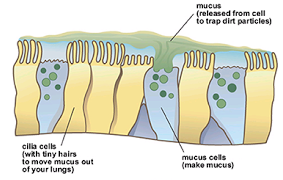 mucus
(released from cell
to trap dirt particles)
cilia cells
(with tiny hairs
to move mucus out
of your lungs)
mucus cells
(make mucus)